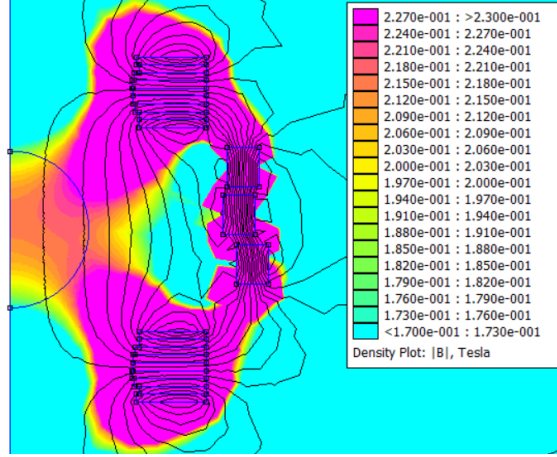 2.270e-001 : >2.300e-001
2.240e-001 : 2.270e-001
2.210e-001 : 2.240e-001
2.180e-001 : 2.210e-001
2.150e-001 : 2.180e-001
2.120e-001 : 2.150e-001
2.090e-001 : 2.120e-001
2.060e-001 : 2.090e-001
2.030e-001 : 2.060e-001
2.000e-001 : 2.030e-001
1.970e-001 : 2.000e-001
1.940e-001 : 1.970e-001
1.910e-001 : 1.940e-001
1.880e-001 : 1.910e-001
1.850e-001 : 1.880e-001
1.820e-001 : 1.850e-001
1.790e-001 : 1.820e-001
1.760e-001 : 1.790e-001
1.730e-001 : 1.760e-001
<1.700e-001 : 1.730e-001
Density Plot: |B|, Tesla